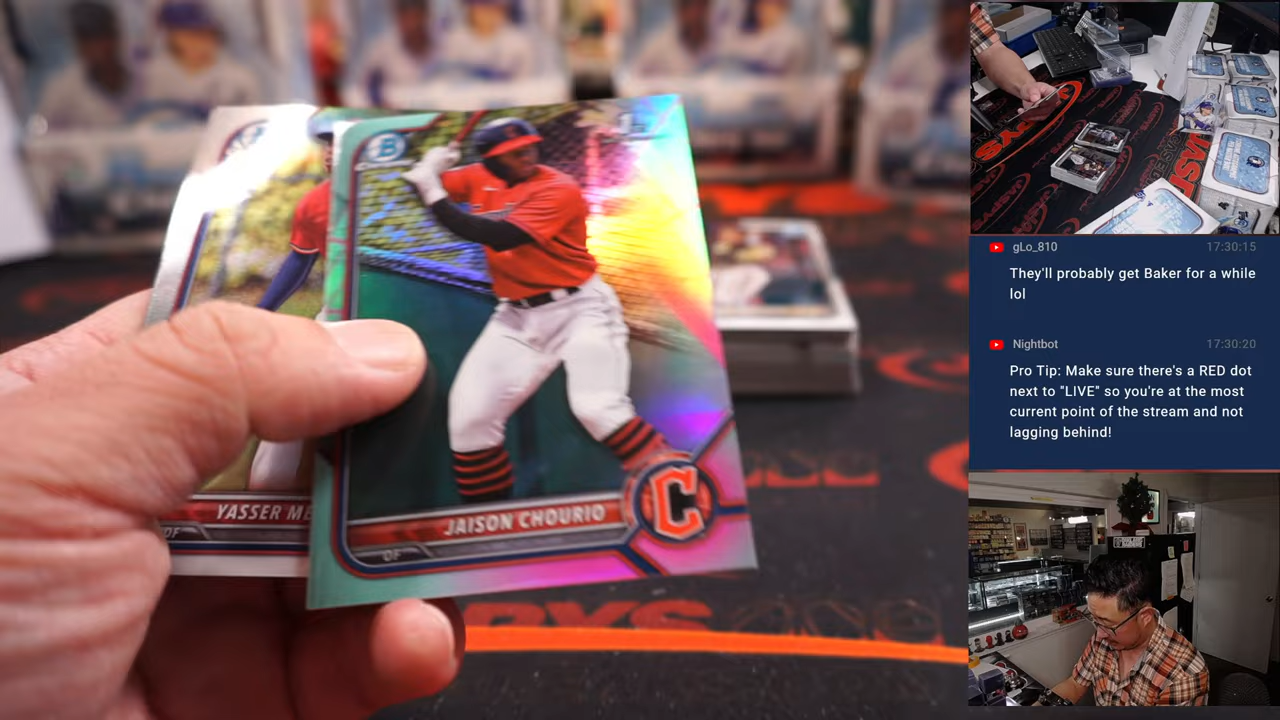 B
1st
YASSER ME
OF
JAISON CHOURIO
OF
C
gLo_810 17:30:15
They'll probably get Baker for a while
lol
Nightbot 17:30:20
Pro Tip: Make sure there's a RED dot
next to "LIVE" so you're at the most
current point of the stream and not
lagging behind!